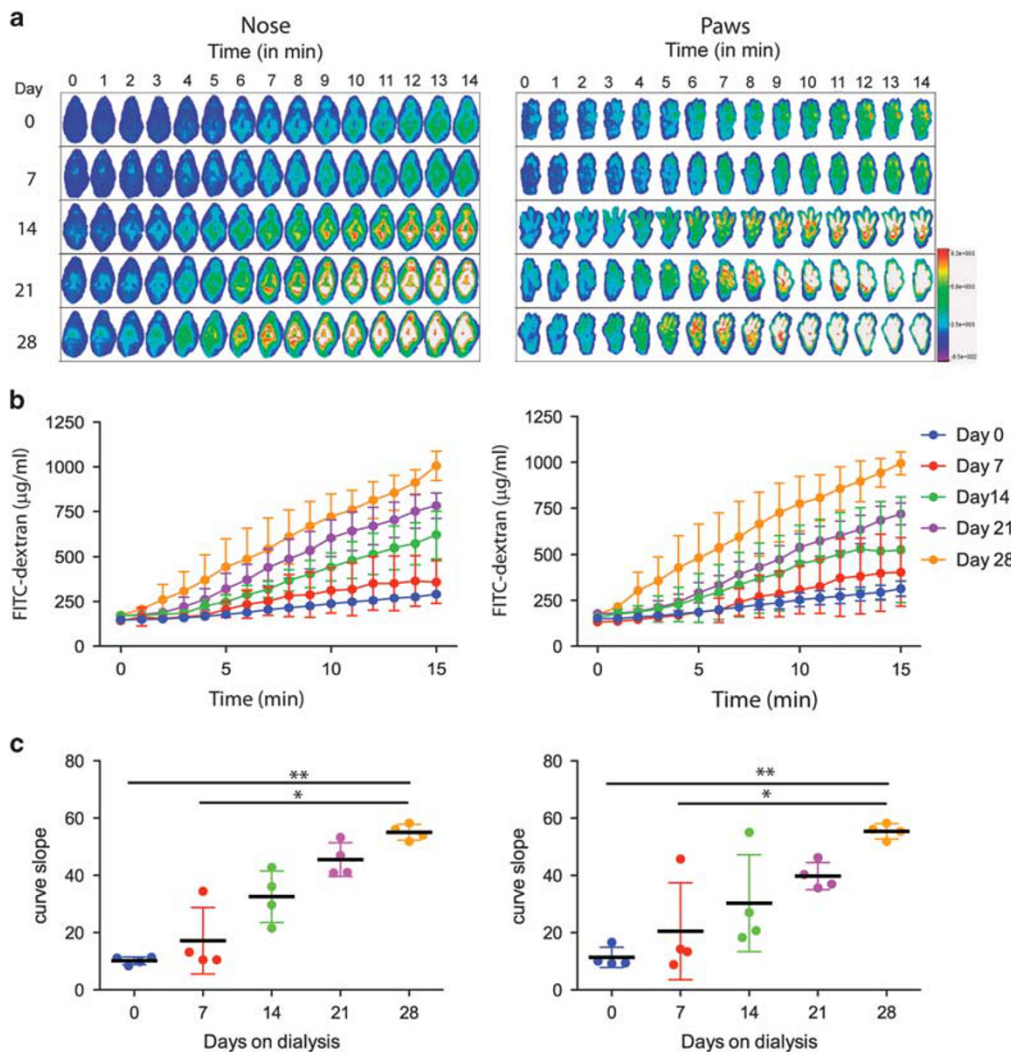 a
Nose
Paws
Time (in min)
Time (in min)
Day
0 1 2 3 4 5 6 7 8 9 10 11 12 13 14
0 1 2 3 4 5 6 7 8 9 10 11 12 13 14
0
7
14
21
28
b
FITC-dextran (µg/ml)
1250
1000
750
500
250
0
0 5 10 15
Time (min)
FITC-dextran (µg/ml)
1250
1000
750
500
250
0
0 5 10 15
Time (min)
Day 0
Day 7
Day14
Day 21
Day 28
c
curve slope
80
60
40
20
0
**
*
0 7 14 21 28
Days on dialysis
curve slope
80
60
40
20
0
**
*
0 7 14 21 28
Days on dialysis